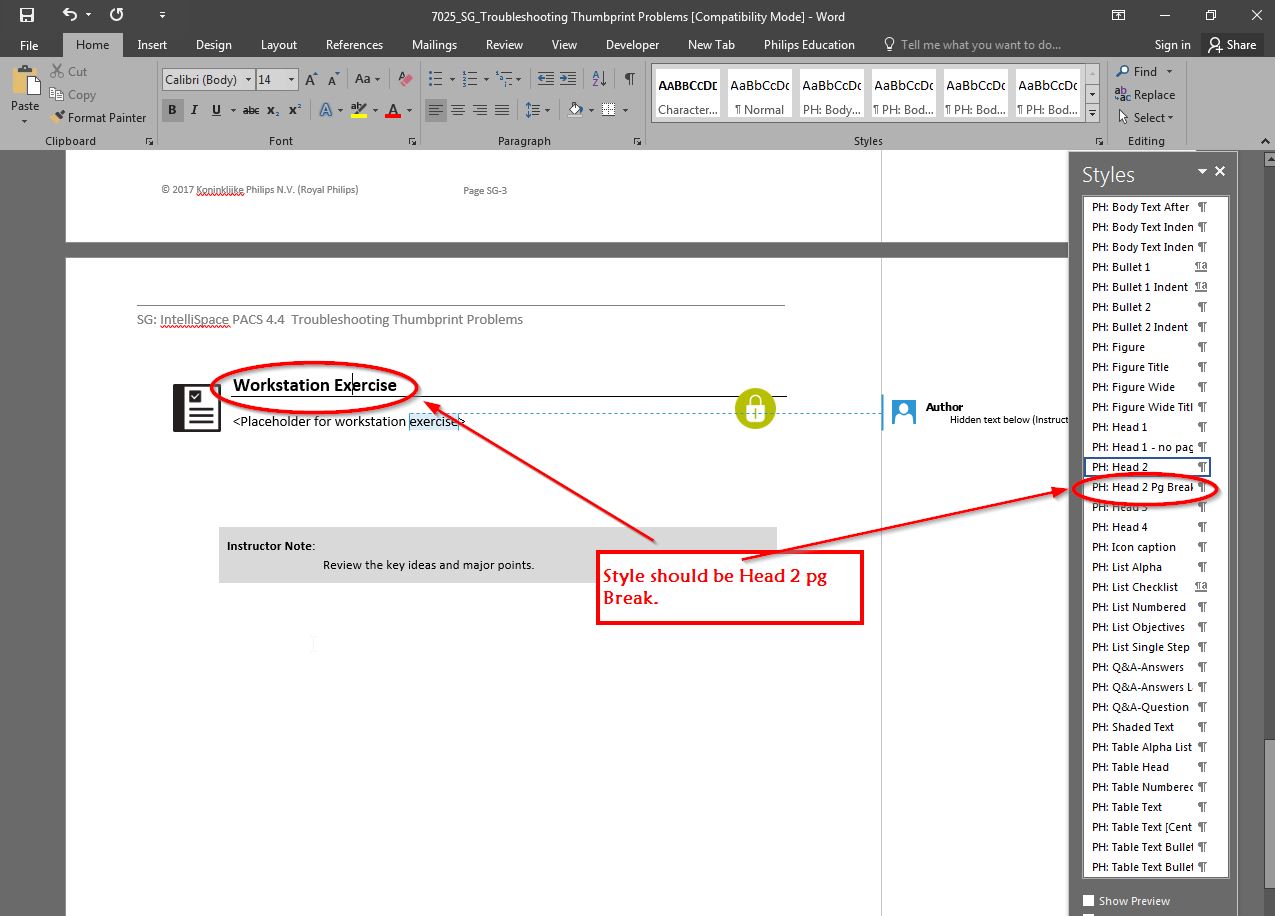 7025_SG_Troubleshooting Thumbprint Problems [Compatibility Mode] - Word
File Home Insert Design Layout References Mailings Review View Developer New Tab Philips Education Tell me what you want to do... Sign in Share
Paste
Cut
Copy
Format Painter
Clipboard
Calibri (Body) 14
Aa
B I U abc x₂ x²
A
Font
Paragraph
AABBCCDE AaBbCcDc AaBbCcDc AaBbCcDc AaBbCcDc AaBbCcDc
Character... ¶ Normal PH: Body... ¶ PH: Bod... ¶ PH: Bod... ¶ PH: Bod...
Styles
Find
Replace
Select
Editing
© 2017 Koninklijke Philips N.V. (Royal Philips) Page SG-3
SG: IntelliSpace PACS 4.4 Troubleshooting Thumbprint Problems
Workstation Exercise
<Placeholder for workstation exercise>
Author
Hidden text below (Instruct
Instructor Note:
Review the key ideas and major points.
Style should be Head 2 pg
Break.
Styles
PH: Body Text After
PH: Body Text Inden
PH: Body Text Inden
PH: Bullet 1
PH: Bullet 1 Indent
PH: Bullet 2
PH: Bullet 2 Indent
PH: Figure
PH: Figure Title
PH: Figure Wide
PH: Figure Wide Titl
PH: Head 1
PH: Head 1 - no pag
PH: Head 2
PH: Head 2 Pg Break
PH: Head 3
PH: Head 4
PH: Icon caption
PH: List Alpha
PH: List Checklist
PH: List Numbered
PH: List Objectives
PH: List Single Step
PH: Q&A-Answers
PH: Q&A-Answers L
PH: Q&A-Question
PH: Shaded Text
PH: Table Alpha List
PH: Table Head
PH: Table Numbered
PH: Table Text
PH: Table Text [Cent
PH: Table Text Bullet
PH: Table Text Bullet
Show Preview